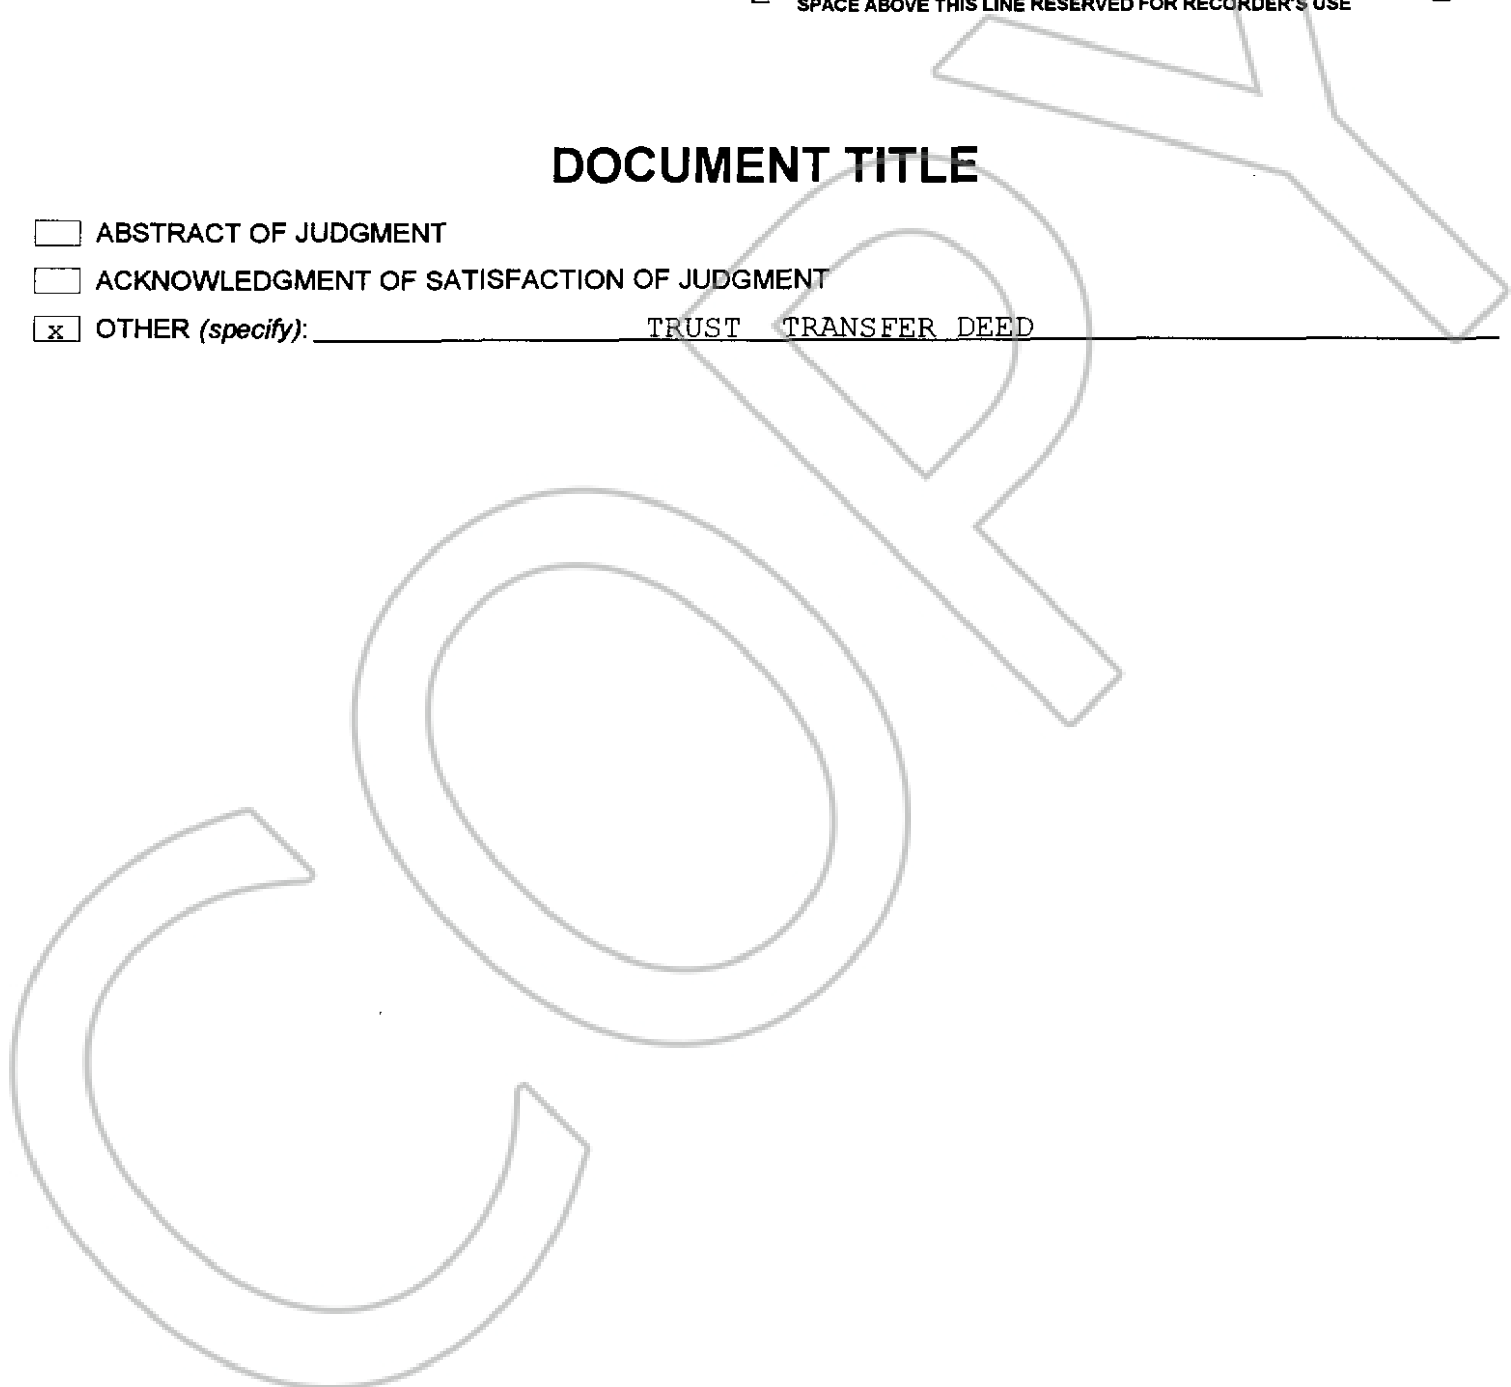 SPACE ABOVE THIS LINE RESERVED FOR RECORDER'S USE
DOCUMENT TITLE
ABSTRACT OF JUDGMENT
ACKNOWLEDGMENT OF SATISFACTION OF JUDGMENT
x OTHER (specify): TRUST TRANSFER DEED
COPY